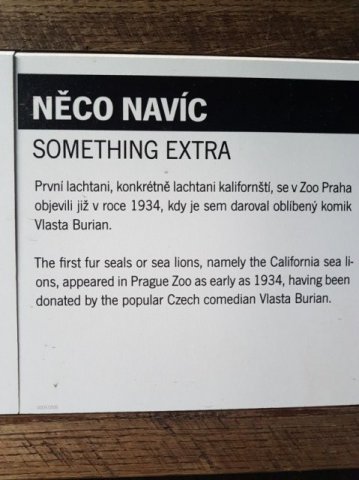 NĚCO NAVÍC
SOMETHING EXTRA
První lachtani, konkrétně lachtani kalifornští, se v Zoo Praha
objevili již v roce 1934, kdy je sem daroval oblíbený komik
Vlasta Burian.
The first fur seals or sea lions, namely the California sea li-
ons, appeared in Prague Zoo as early as 1934, having been
donated by the popular Czech comedian Vlasta Burian.